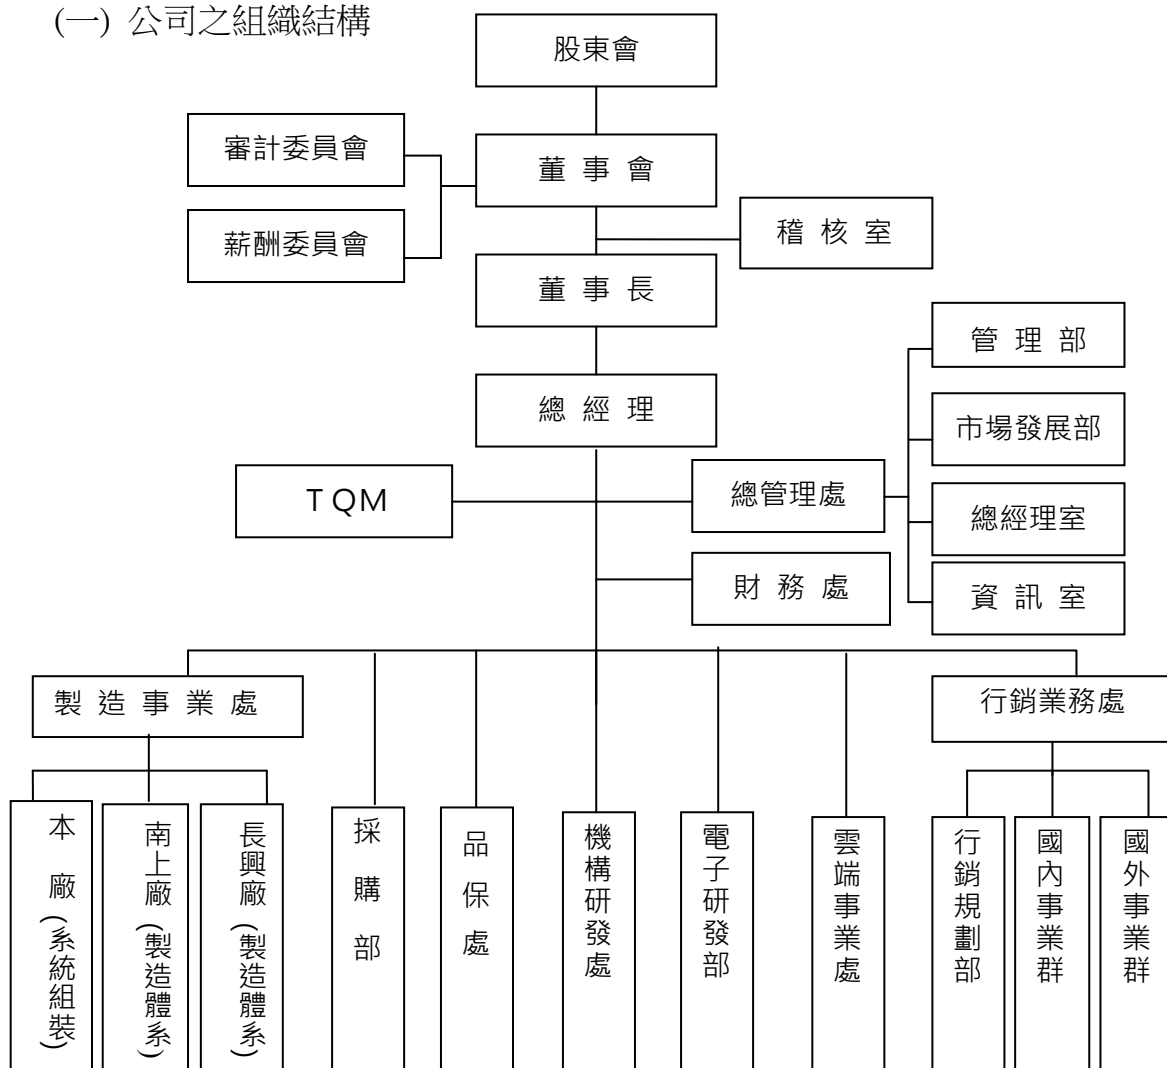 (一) 公司之組織結構
股東會
審計委員會
董 事 會
薪酬委員會
稽 核 室
董 事 長
管 理 部
總 經 理
市場發展部
TQM
總管理處
總經理室
財 務 處
資 訊 室
製 造 事 業 處
行銷業務處
本 廠 (系統組裝)
南上廠 (製造體系)
長興廠 (製造體系)
採 購 部
品 保 處
機構研發處
電子研發部
雲端事業處
行銷規劃部
國內事業群
國外事業群